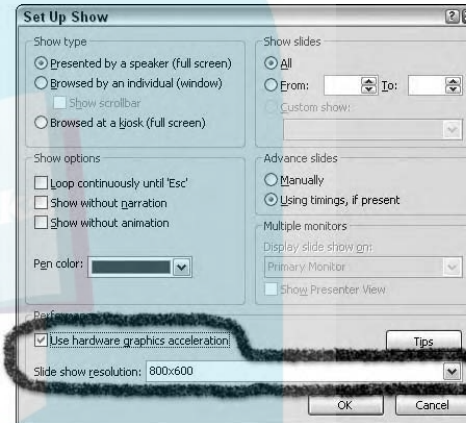 Set Up Show
Show type
Presented by a speaker (full screen)
Browsed by an individual (window)
Show scrollbar
Browsed at a kiosk (full screen)
Show slides
All
From: To:
Custom show:
Show options
Loop continuously until 'Esc'
Show without narration
Show without animation
Pen color:
Advance slides
Manually
Using timings, if present
Multiple monitors
Display slide show on:
Primary Monitor
Show Presenter View
Use hardware graphics acceleration
Tips
Slide show resolution: 800x600
OK Cancel